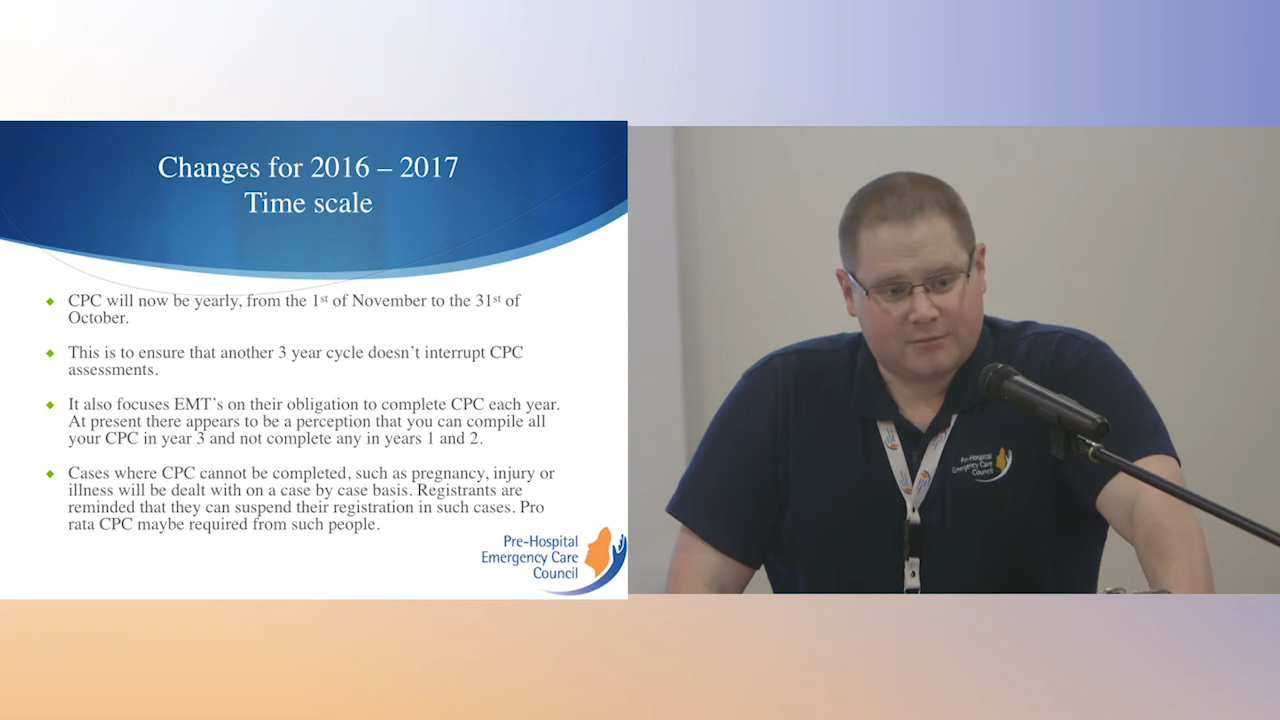 Changes for 2016 – 2017
Time scale
CPC will now be yearly, from the 1st of November to the 31st of
October.
This is to ensure that another 3 year cycle doesn't interrupt CPC
assessments.
It also focuses EMT's on their obligation to complete CPC each year.
At present there appears to be a perception that you can compile all
your CPC in year 3 and not complete any in years 1 and 2.
Cases where CPC cannot be completed, such as pregnancy, injury or
illness will be dealt with on a case by case basis. Registrants are
reminded that they can suspend their registration in such cases. Pro
rata CPC maybe required from such people.
Pre-Hospital
Emergency Care
Council
Pre-Hospital
Emergency Care
Council